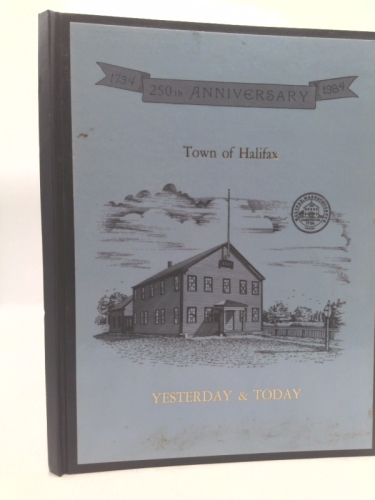 1734 250th ANNIVERSARY 1984
Town of Halifax
YESTERDAY & TODAY